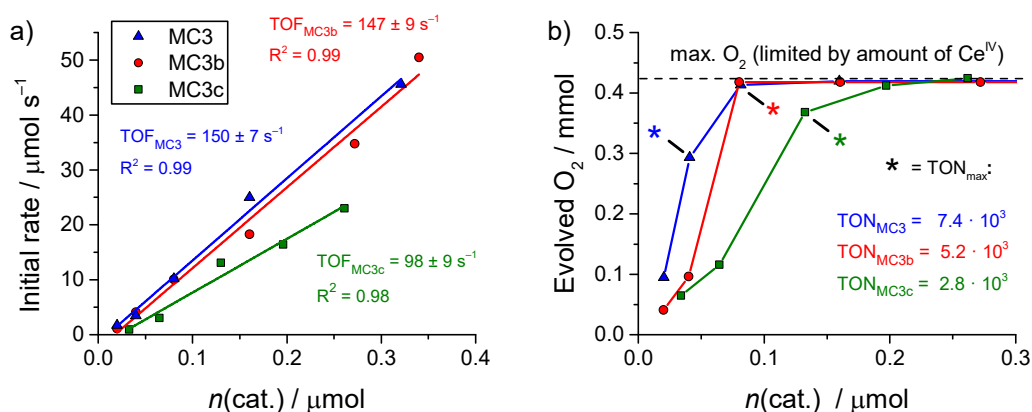 a)
MC3
MC3b
MC3c
TOF_MC3b = 147 ± 9 s⁻¹
R² = 0.99
TOF_MC3 = 150 ± 7 s⁻¹
R² = 0.99
TOF_MC3c = 98 ± 9 s⁻¹
R² = 0.98
Initial rate / μmol s⁻¹
50
40
30
20
10
0
0.0
0.1
0.2
0.3
0.4
n(cat.) / μmol
b)
max. O₂ (limited by amount of Ce^IV)
*
*
*
* = TON_max:
TON_MC3 = 7.4 · 10³
TON_MC3b = 5.2 · 10³
TON_MC3c = 2.8 · 10³
Evolved O₂ / mmol
0.5
0.4
0.3
0.2
0.1
0.0
0.0
0.1
0.2
0.3
n(cat.) / μmol